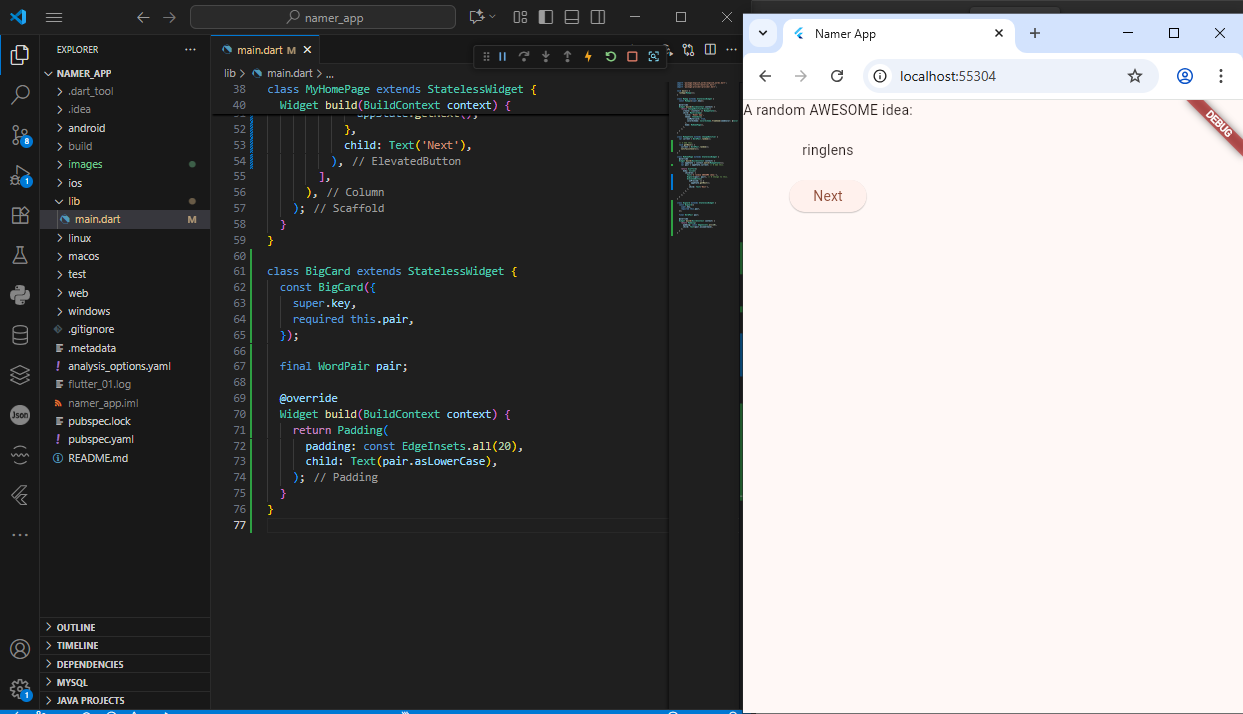 namer_app
EXPLORER
NAMER_APP
.dart_tool
.idea
android
build
images
ios
lib
main.dart M
linux
macos
test
web
windows
.gitignore
.metadata
analysis_options.yaml
flutter_01.log
namer_app.iml
pubspec.lock
pubspec.yaml
README.md
OUTLINE
TIMELINE
DEPENDENCIES
MYSQL
JAVA PROJECTS
8
1
Json
1
main.dart M
lib > main.dart > ...
38 class MyHomePage extends StatelessWidget {
40 Widget build(BuildContext context) {
52 },
53 child: Text('Next'),
54 ), // ElevatedButton
55 ],
56 ), // Column
57 ); // Scaffold
58 }
59 }
60
61 class BigCard extends StatelessWidget {
62 const BigCard({
63 super.key,
64 required this.pair,
65 });
66
67 final WordPair pair;
68
69 @override
70 Widget build(BuildContext context) {
71 return Padding(
72 padding: const EdgeInsets.all(20),
73 child: Text(pair.asLowerCase),
74 ); // Padding
75 }
76 }
77
Namer App
localhost:55304
A random AWESOME idea:
DEBUG
ringlens
Next